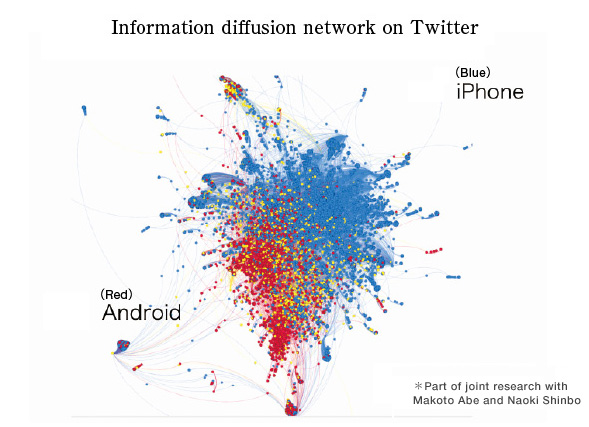 Information diffusion network on Twitter
(Blue)
iPhone
(Red)
Android
＊Part of joint research with
Makoto Abe and Naoki Shinbo